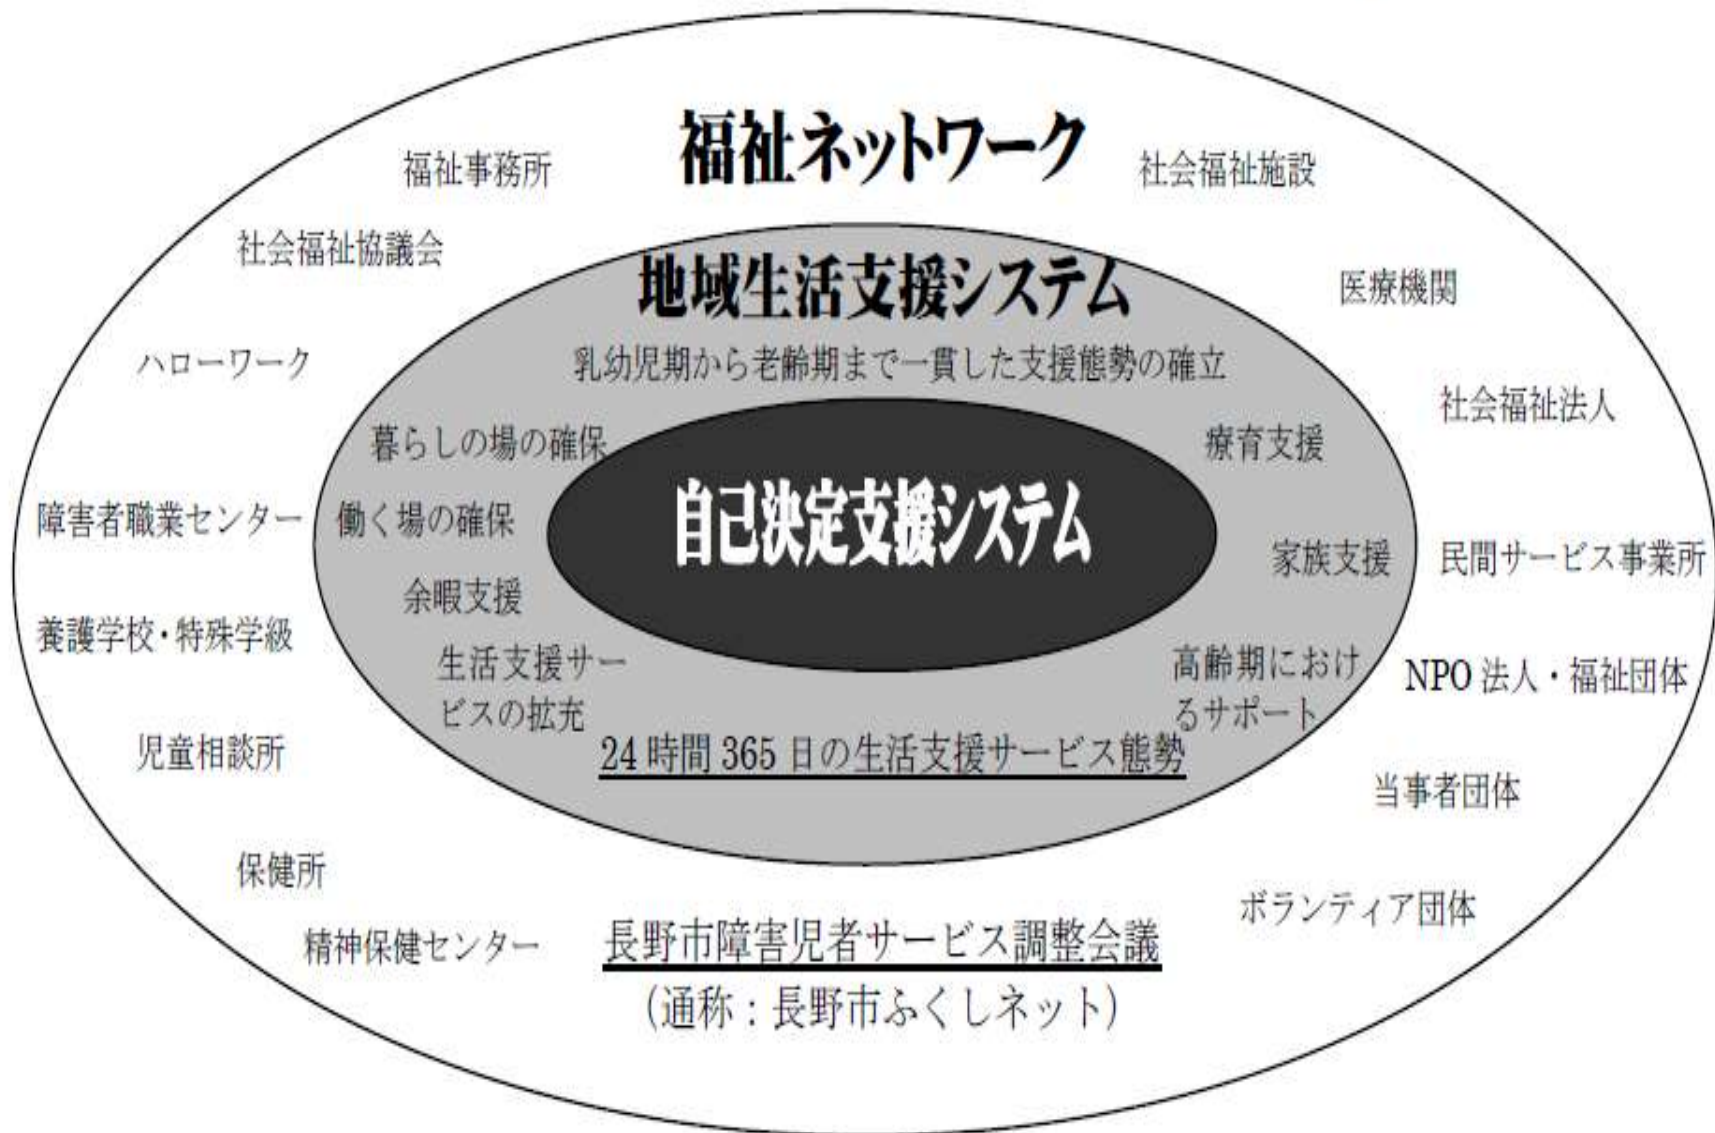 福祉ネットワーク
福祉事務所
社会福祉施設
社会福祉協議会
医療機関
ハローワーク
社会福祉法人
障害者職業センター
民間サービス事業所
養護学校・特殊学級
NPO 法人・福祉団体
児童相談所
当事者団体
保健所
ボランティア団体
精神保健センター
地域生活支援システム
乳幼児期から老齢期まで一貫した支援態勢の確立
暮らしの場の確保
療育支援
働く場の確保
家族支援
余暇支援
生活支援サー
ビスの拡充
高齢期におけ
るサポート
24 時間 365 日の生活支援サービス態勢
自己決定支援システム
長野市障害児者サービス調整会議
（通称：長野市ふくしネット）